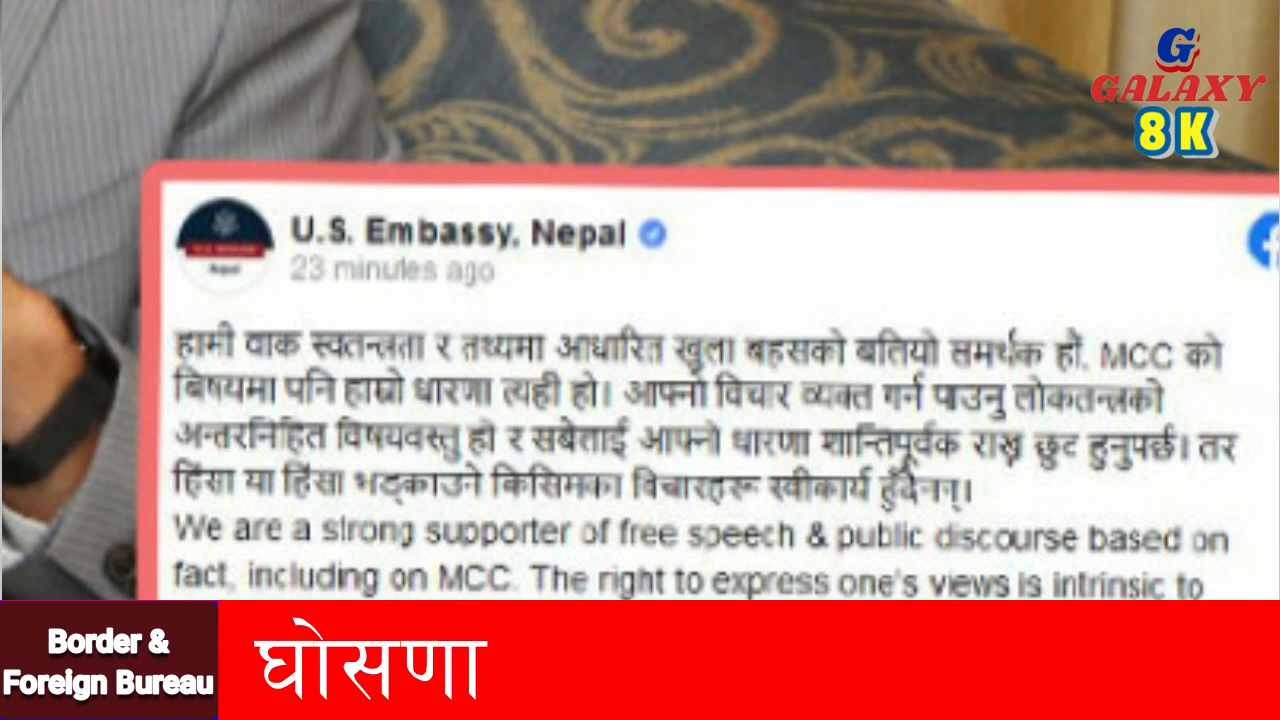 G
GALAXY
8K
U.S. Embassy, Nepal
23 minutes ago
हामी वाक स्वतन्त्रता र तथ्यमा आधारित खुला बहसको बलियो समर्थक हौं. MCC को
बिषयमा पनि हाम्रो धारणा त्यही हो। आफ्नो विचार व्यक्त गर्न पाउनु लोकतन्त्रको
अन्तरनिहित विषयवस्तु हो र सबैलाई आफ्नो धारणा शान्तिपूर्वक राख्न छुट हुनुपर्छ। तर
हिंसा या हिंसा भड्काउने किसिमका विचारहरू स्वीकार्य हुँदैनन्।
We are a strong supporter of free speech & public discourse based on
fact, including on MCC. The right to express one's views is intrinsic to
Border &
Foreign Bureau
घोसणा